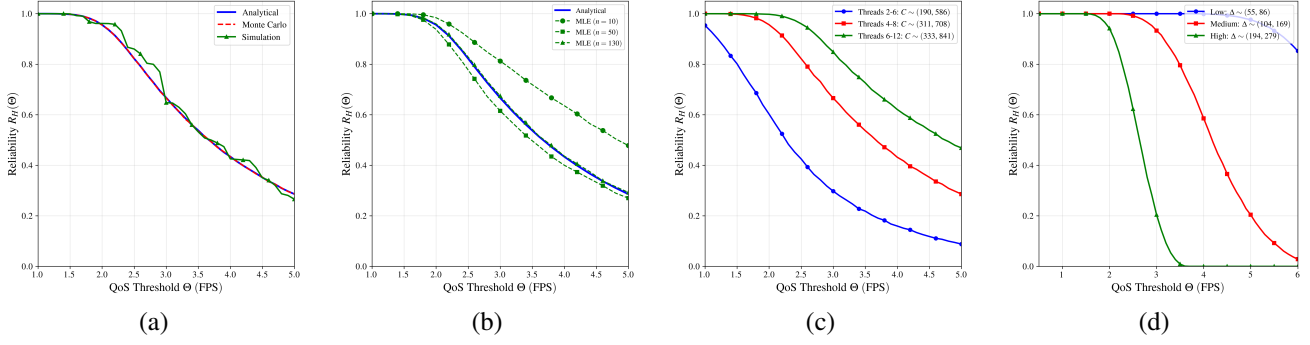 1.0
0.8
0.6
0.4
0.2
0.0
Reliability R_H(Θ)
1.0 1.5 2.0 2.5 3.0 3.5 4.0 4.5 5.0
QoS Threshold Θ (FPS)
Analytical
Monte Carlo
Simulation
(a)
1.0
0.8
0.6
0.4
0.2
0.0
Reliability R_H(Θ)
1.0 1.5 2.0 2.5 3.0 3.5 4.0 4.5 5.0
QoS Threshold Θ (FPS)
Analytical
MLE (n = 10)
MLE (n = 50)
MLE (n = 130)
(b)
1.0
0.8
0.6
0.4
0.2
0.0
Reliability R_H(Θ)
1.0 1.5 2.0 2.5 3.0 3.5 4.0 4.5 5.0
QoS Threshold Θ (FPS)
Threads 2-6: C ∼ (190, 586)
Threads 4-8: C ∼ (311, 708)
Threads 6-12: C ∼ (333, 841)
(c)
1.0
0.8
0.6
0.4
0.2
0.0
Reliability R_H(Θ)
1 2 3 4 5 6
QoS Threshold Θ (FPS)
Low: Δ ∼ (55, 86)
Medium: Δ ∼ (104, 169)
High: Δ ∼ (194, 279)
(d)